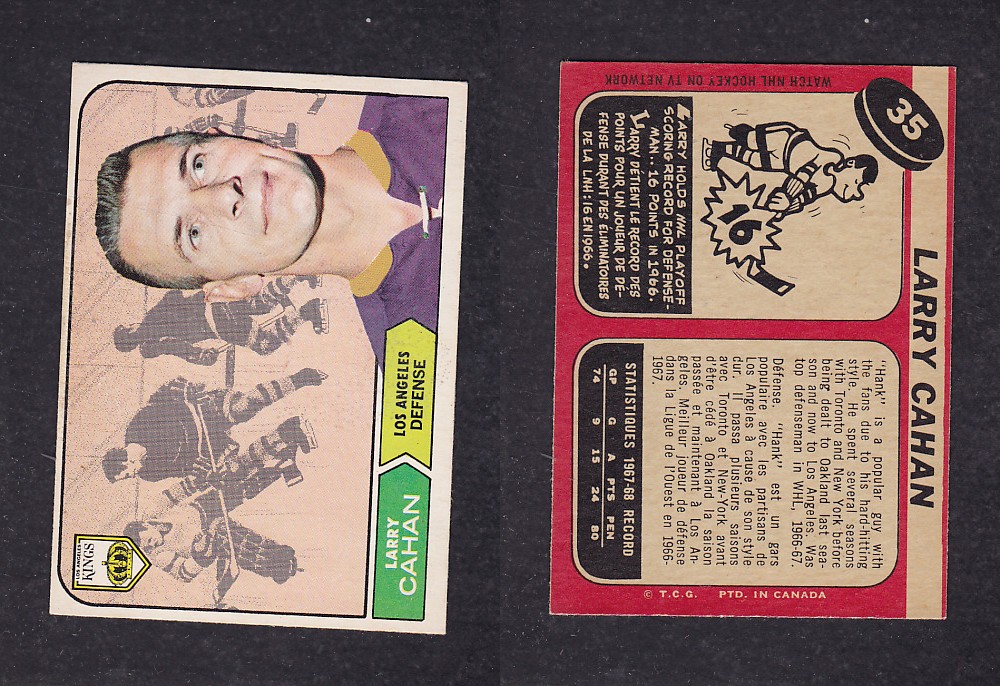 LOS ANGELES
KINGS
LOS ANGELES
DEFENSE
LARRY
CAHAN
35
LARRY CAHAN
WATCH NHL HOCKEY ON TV NETWORK
16
LARRY HOLDS NHL PLAYOFF
SCORING RECORD FOR DEFENSE-
MAN... 16 POINTS IN 1966.
LARRY DÉTIENT LE RECORD DES
POINTS POUR UN JOUEUR DE DÉ-
FENSE DURANT DES ÉLIMINATOIRES
DE LA LNH: 16 EN 1966.
"Hank" is a popular guy with
the fans due to his hard-hitting
style. He spent several seasons
with Toronto and New York before
being dealt to Oakland last sea-
son and now to Los Angeles. Was
top defenseman in WHL, 1966-67.
Défense. "Hank" est un gars
populaire avec les partisans de
Los Angeles à cause de son style
dur. Il passa plusieurs saisons
avec Toronto et New-York avant
d'être cédé à Oakland la saison
passée et maintenant à Los An-
geles. Meilleur joueur de défense
dans la Ligue de l'Ouest en 1966-
1967.
STATISTIQUES 1967-68 RECORD
GP G A PTS PEN
74 9 15 24 80
© T.C.G. PTD. IN CANADA